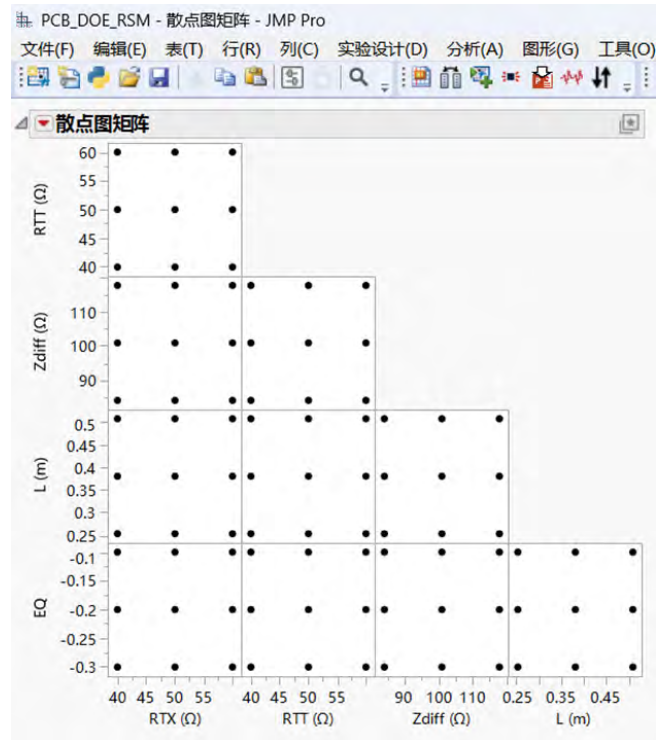 PCB_DOE_RSM - 散点图矩阵 - JMP Pro
文件(F) 编辑(E) 表(T) 行(R) 列(C) 实验设计(D) 分析(A) 图形(G) 工具(O)
散点图矩阵
RTT (Ω)
60
55
50
45
40
Zdiff (Ω)
110
100
90
L (m)
0.5
0.45
0.4
0.35
0.3
0.25
EQ
-0.1
-0.15
-0.2
-0.25
-0.3
40 45 50 55 40 45 50 55 90 100 110 0.25 0.35 0.45
RTX (Ω) RTT (Ω) Zdiff (Ω) L (m)